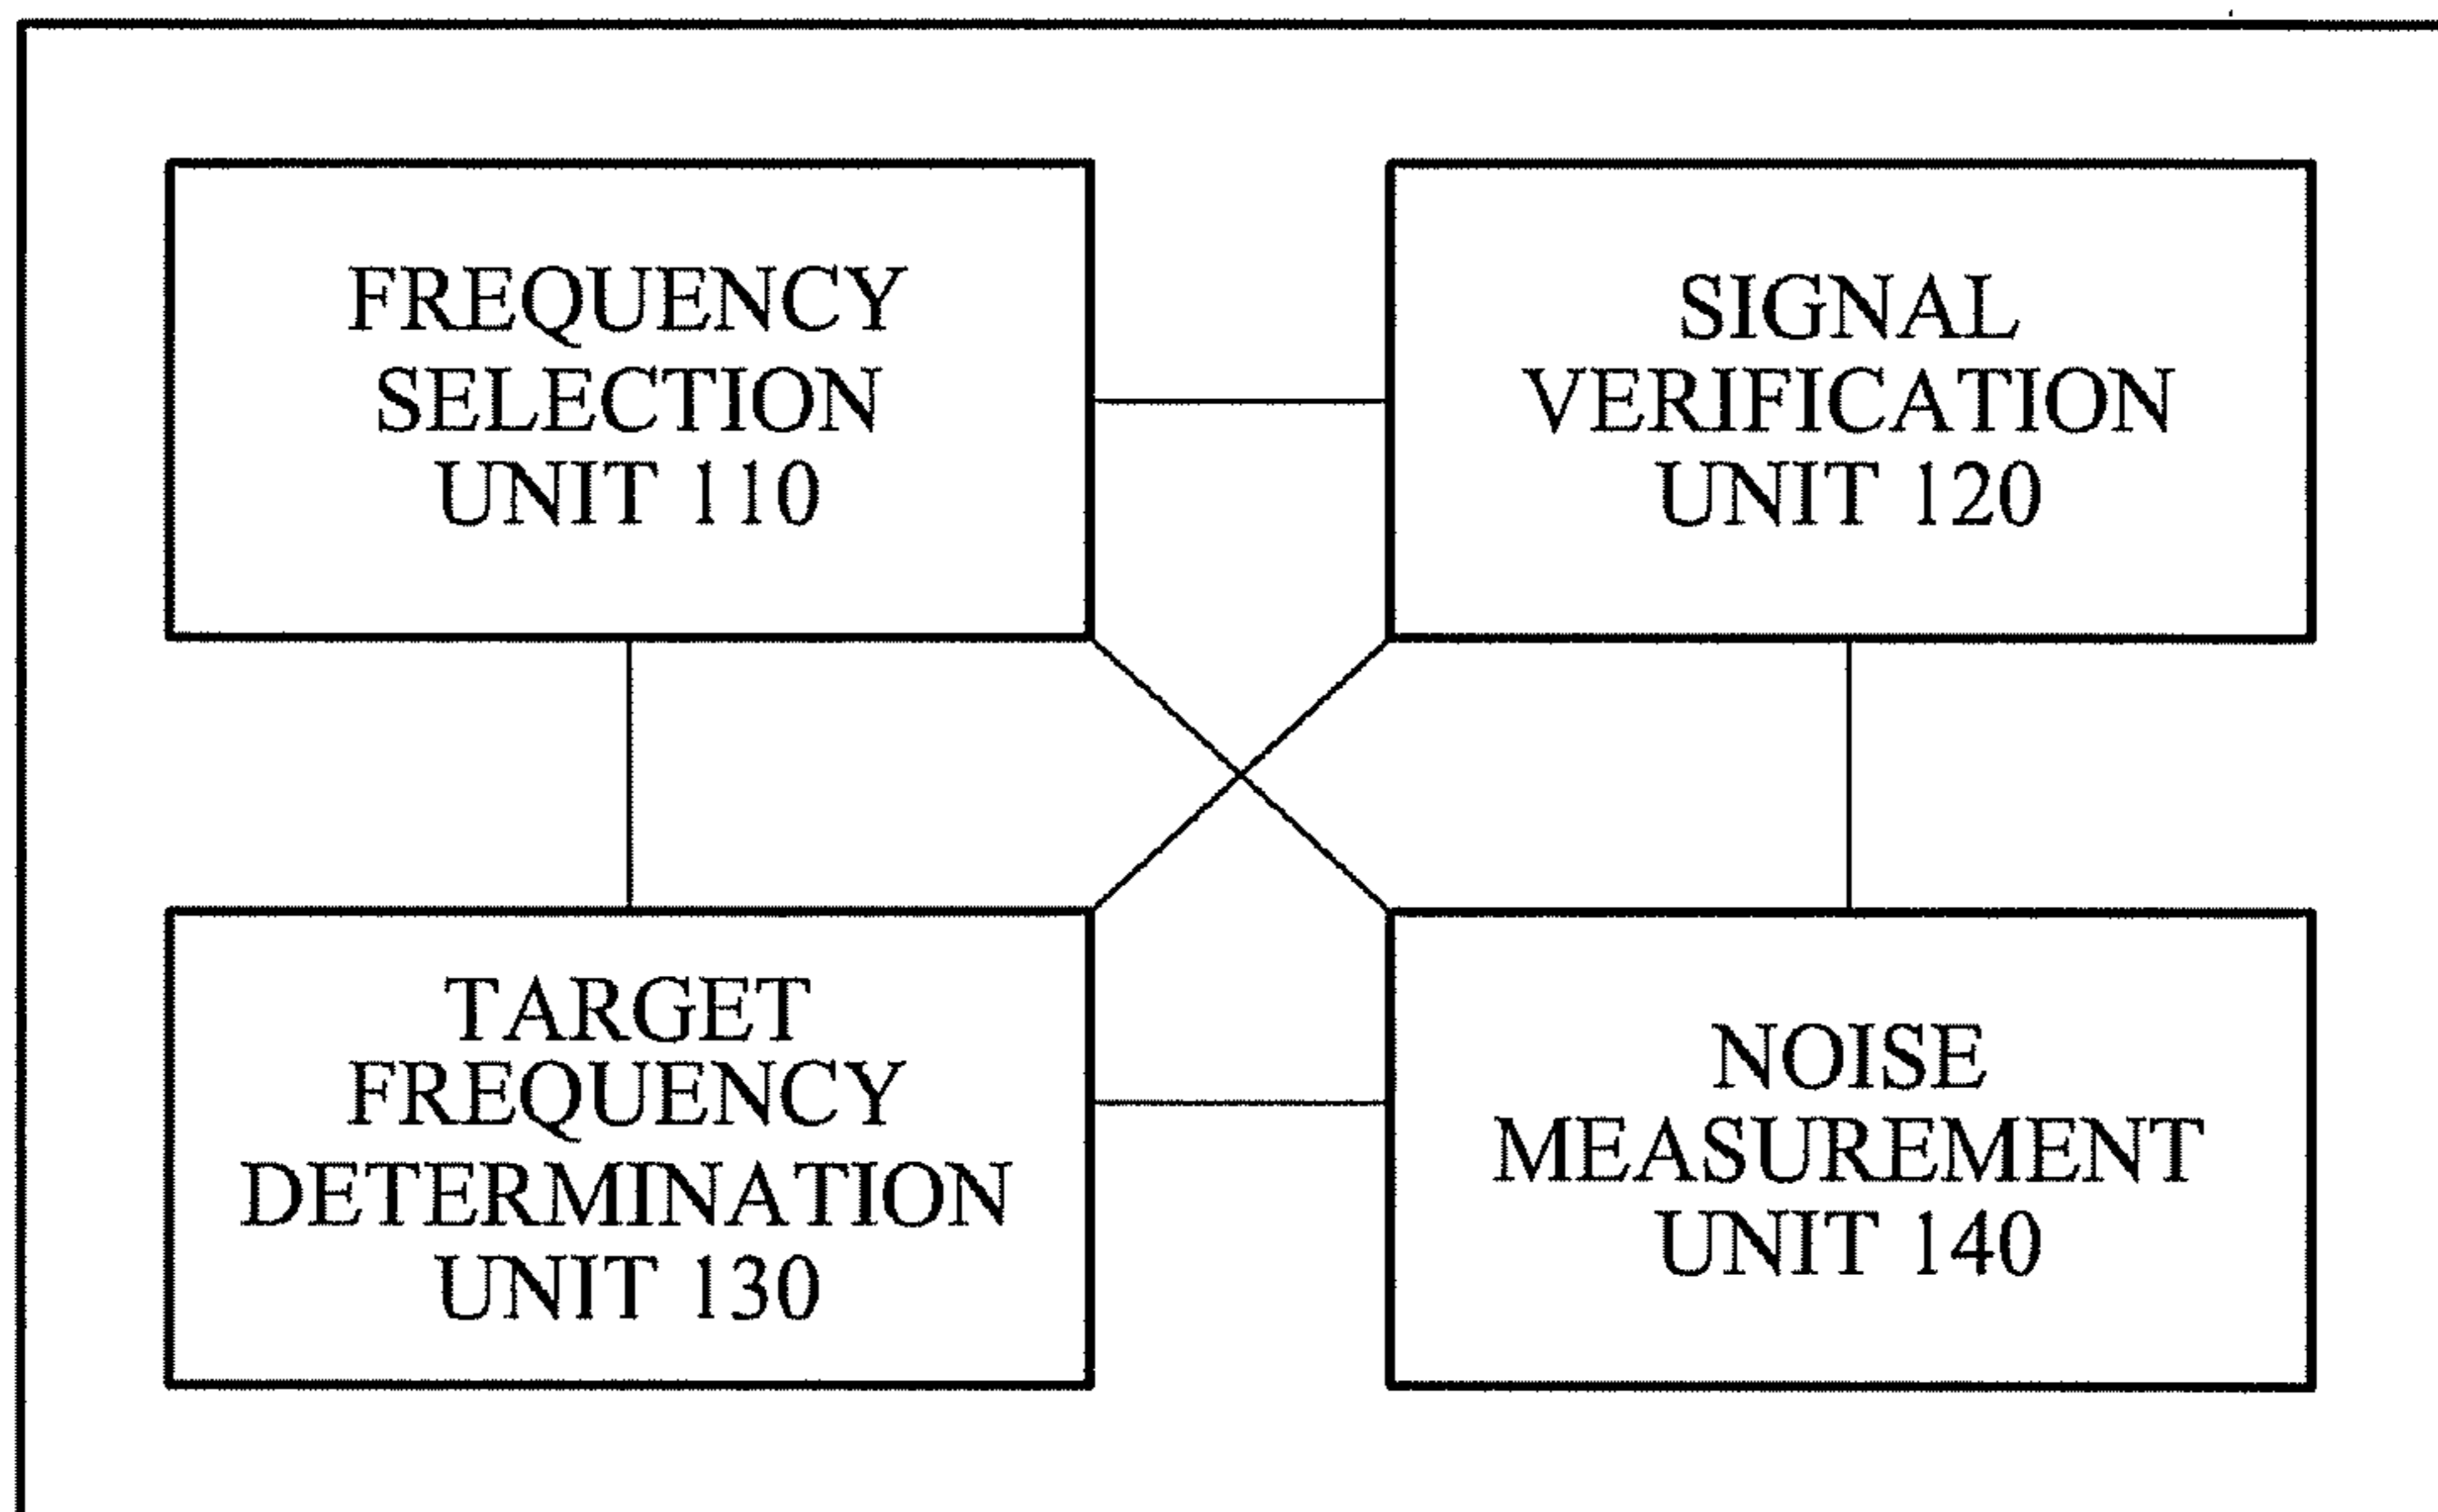 FREQUENCY
SELECTION
UNIT 110
SIGNAL
VERIFICATION
UNIT 120
TARGET
FREQUENCY
DETERMINATION
UNIT 130
NOISE
MEASUREMENT
UNIT 140